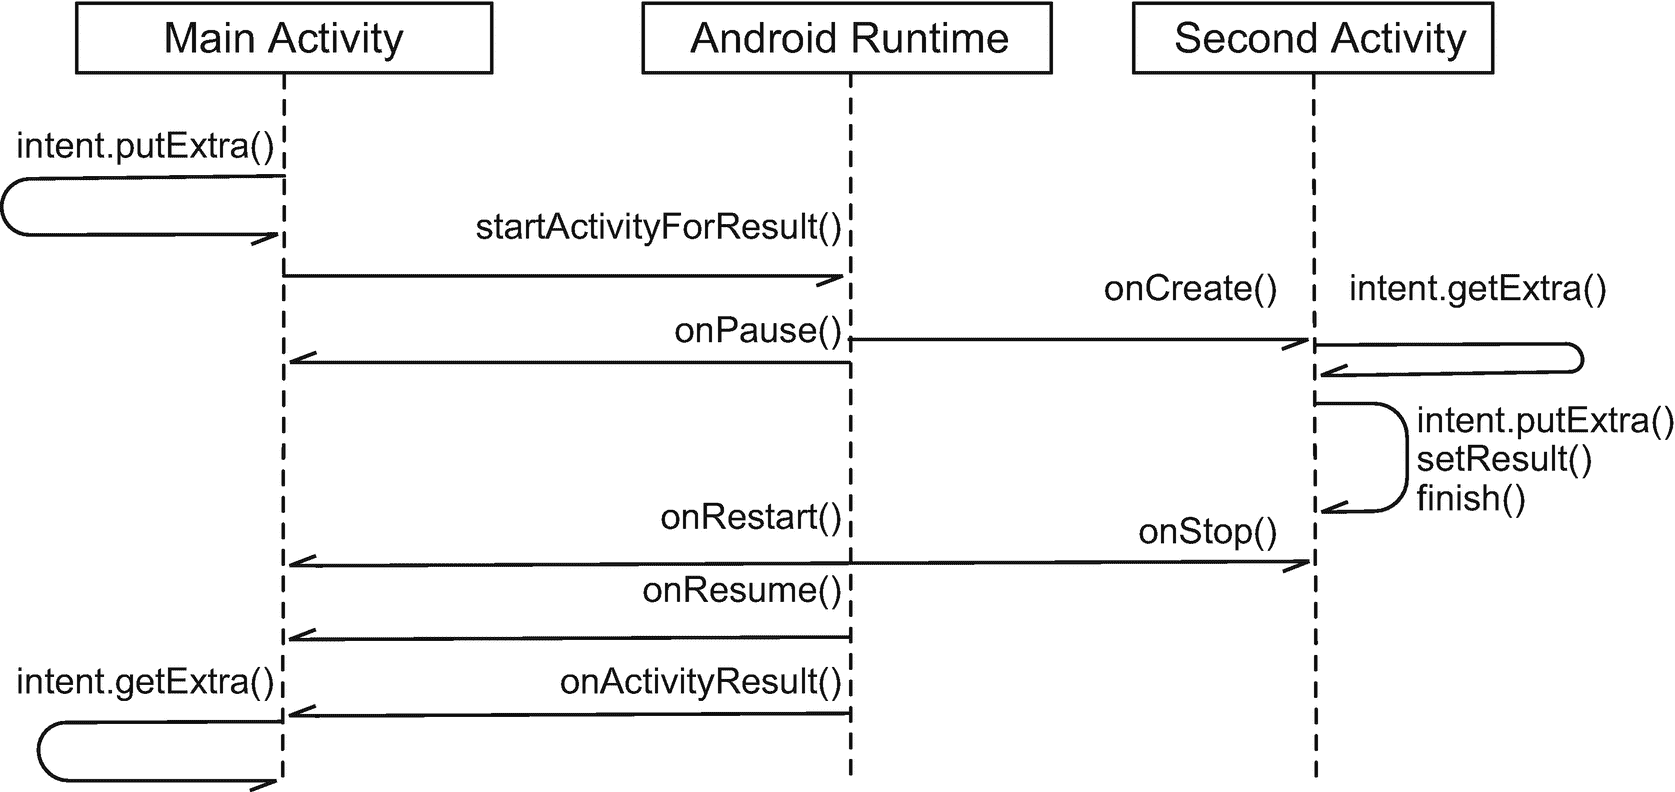 Main Activity
Android Runtime
Second Activity
intent.putExtra()
startActivityForResult()
onCreate()
intent.getExtra()
onPause()
intent.putExtra()
setResult()
finish()
onRestart()
onStop()
onResume()
intent.getExtra()
onActivityResult()